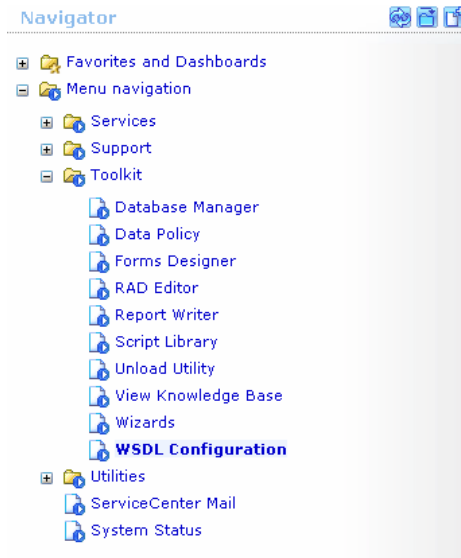 Navigator
Favorites and Dashboards
Menu navigation
Services
Support
Toolkit
Database Manager
Data Policy
Forms Designer
RAD Editor
Report Writer
Script Library
Unload Utility
View Knowledge Base
Wizards
WSDL Configuration
Utilities
ServiceCenter Mail
System Status